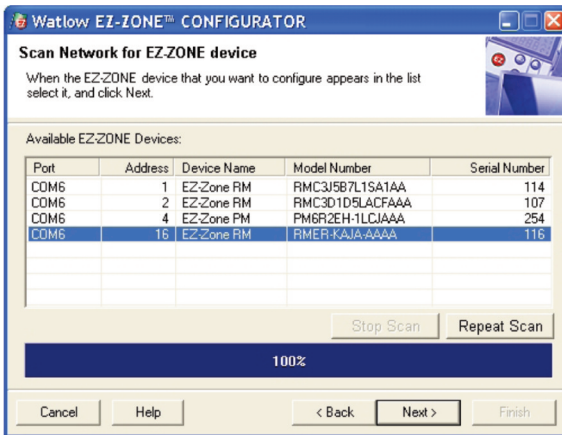 Watlow EZ-ZONE™ CONFIGURATOR
Scan Network for EZ-ZONE device
When the EZ-ZONE device that you want to configure appears in the list
select it, and click Next.
Available EZ-ZONE Devices:
Port Address Device Name Model Number Serial Number
COM6 1 EZ-Zone RM RMC3J5B7L1SA1AA 114
COM6 2 EZ-Zone RM RMC3D1D5LACFAAA 107
COM6 4 EZ-Zone PM PM6R2EH-1LCJAAA 254
COM6 16 EZ-Zone RM RMER-KAJA-AAAA 116
Stop Scan Repeat Scan
100%
Cancel Help < Back Next > Finish